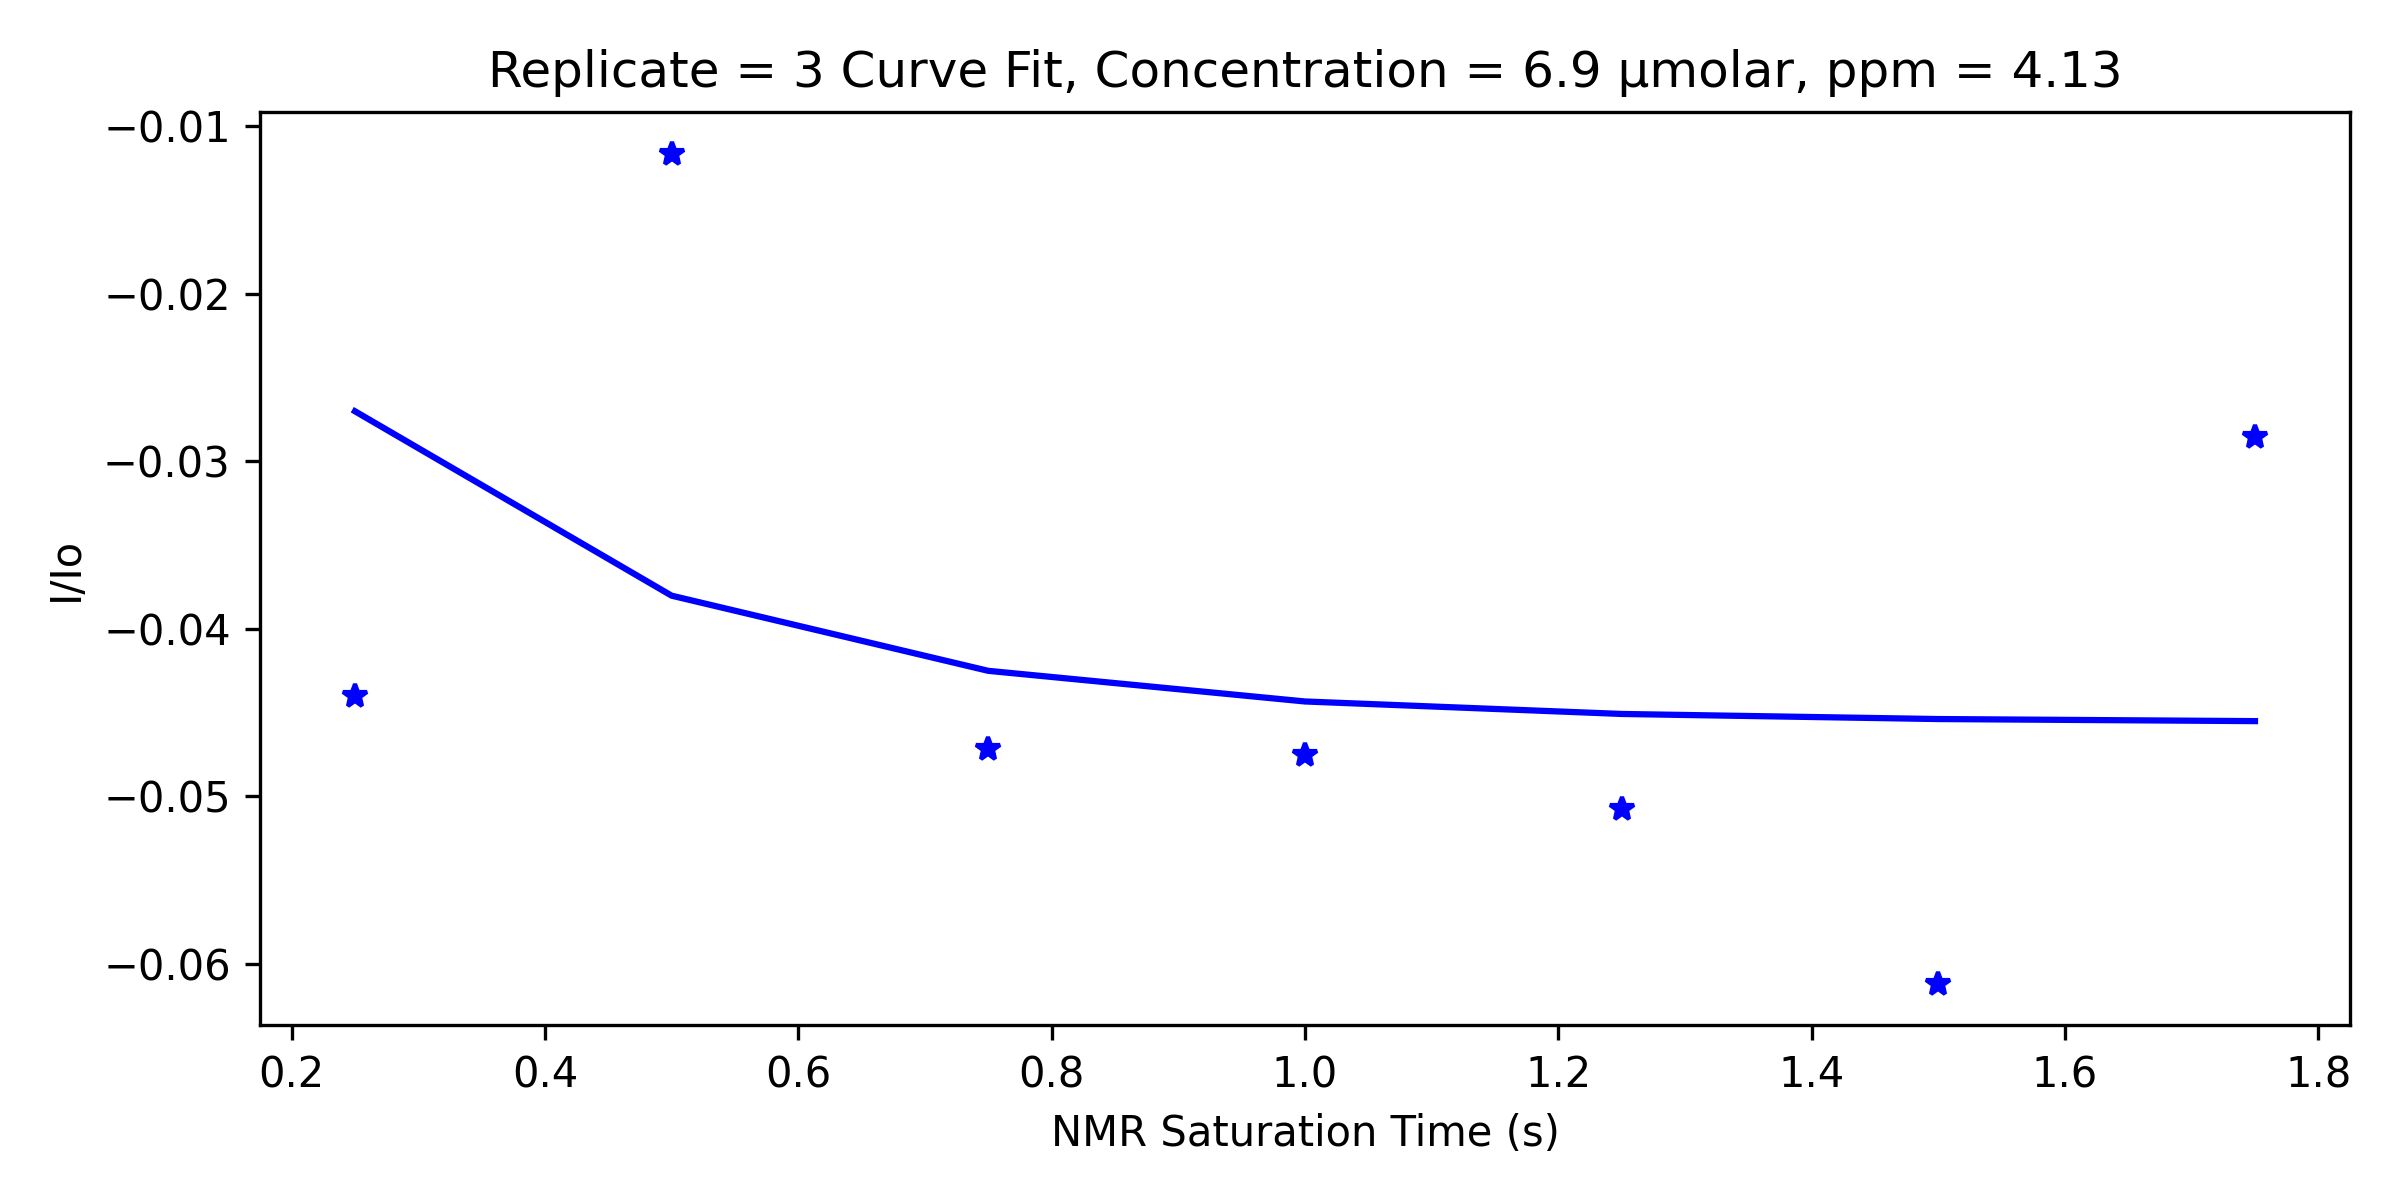 Replicate = 3 Curve Fit, Concentration = 6.9 µmolar, ppm = 4.13
−0.01
−0.02
−0.03
−0.04
−0.05
−0.06
I/Io
0.2 0.4 0.6 0.8 1.0 1.2 1.4 1.6 1.8
NMR Saturation Time (s)